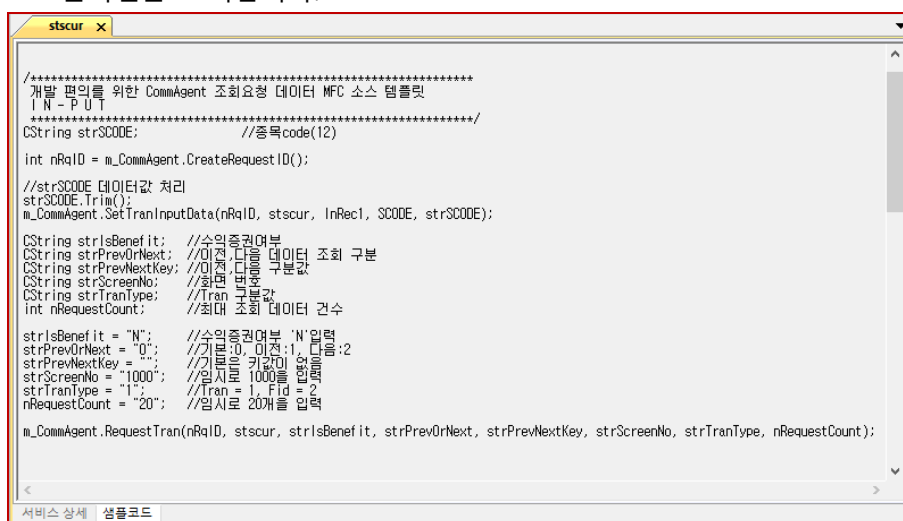 stscur x
/*****************************************************************
개발 편의를 위한 CommAgent 조회요청 데이터 MFC 소스 템플릿
I N - P U T
*****************************************************************/
CString strSCODE; //종목code(12)
int nRqID = m_CommAgent.CreateRequestID();
//strSCODE 데이터값 처리
strSCODE.Trim();
m_CommAgent.SetTranInputData(nRqID, stscur, InRec1, SCODE, strSCODE);
CString strIsBenefit; //수익증권여부
CString strPrevOrNext; //이전,다음 데이터 조회 구분
CString strPrevNextKey; //이전,다음 구분값
CString strScreenNo; //화면 번호
CString strTranType; //Tran 구분값
int nRequestCount; //최대 조회 데이터 건수
strIsBenefit = "N"; //수익증권여부 'N'입력
strPrevOrNext = "0"; //기본:0, 이전:1, 다음:2
strPrevNextKey = ""; //기본은 키값이 없음
strScreenNo = "1000"; //임시로 1000을 입력
strTranType = "1"; //Tran = 1, Fid = 2
nRequestCount = "20"; //임시로 20개을 입력
m_CommAgent.RequestTran(nRqID, stscur, strIsBenefit, strPrevOrNext, strPrevNextKey, strScreenNo, strTranType, nRequestCount);
서비스 상세 샘플코드